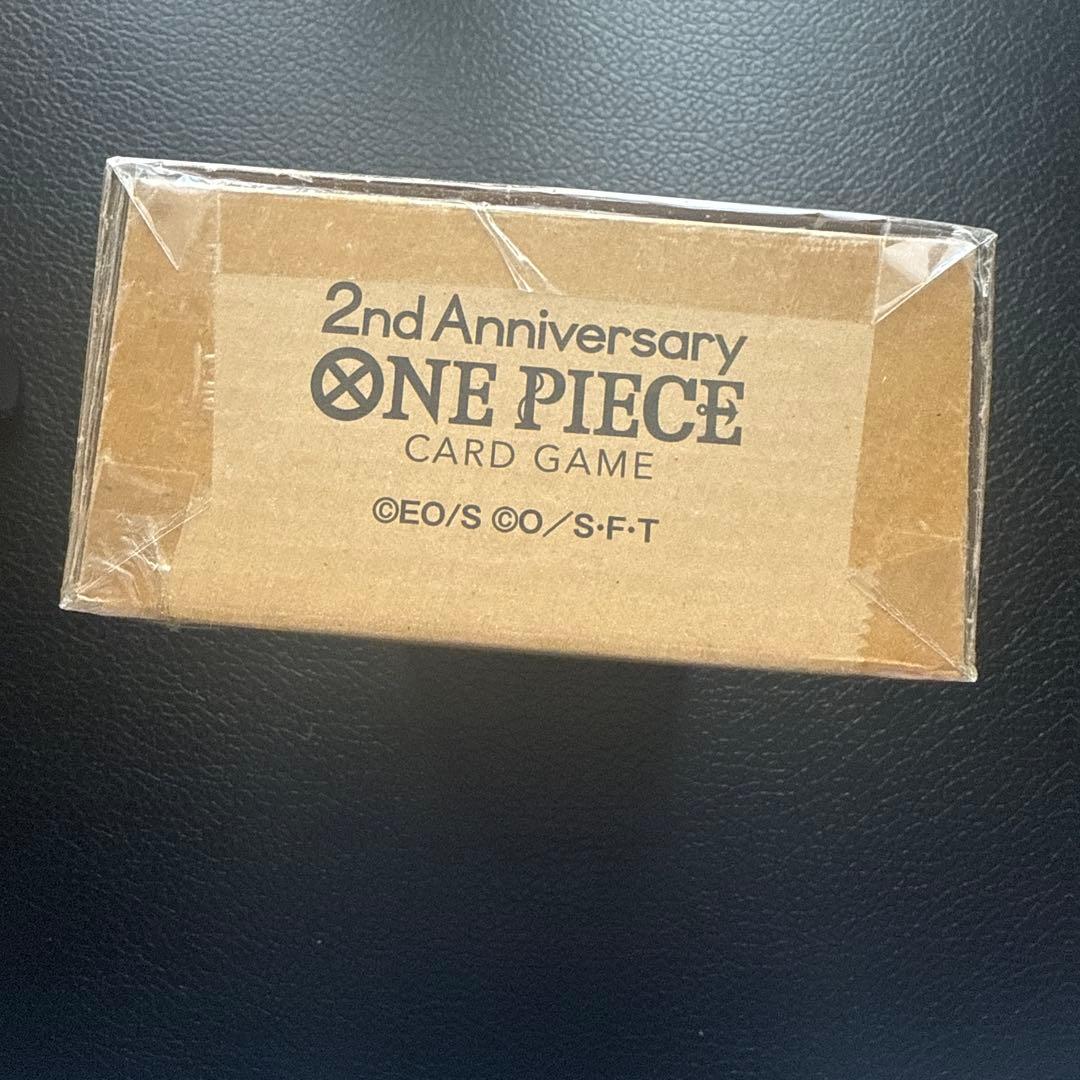 2nd Anniversary
ONE PIECE
CARD GAME
©EO/S ©O／S・F・T